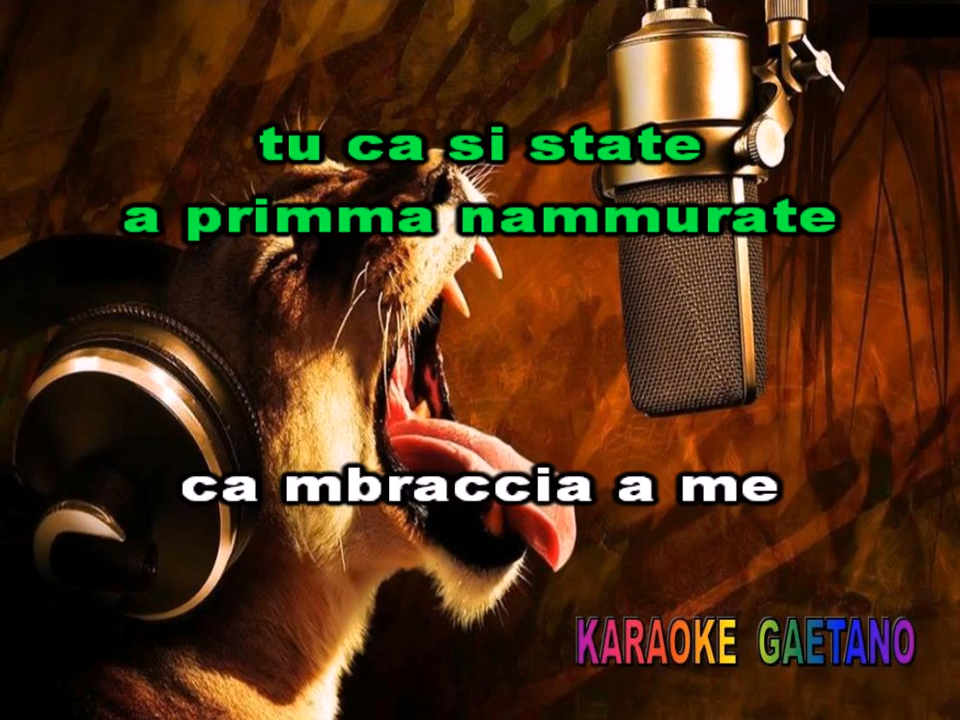 tu ca si state
a primma nammurate
ca mbraccia a me
KARAOKE GAETANO